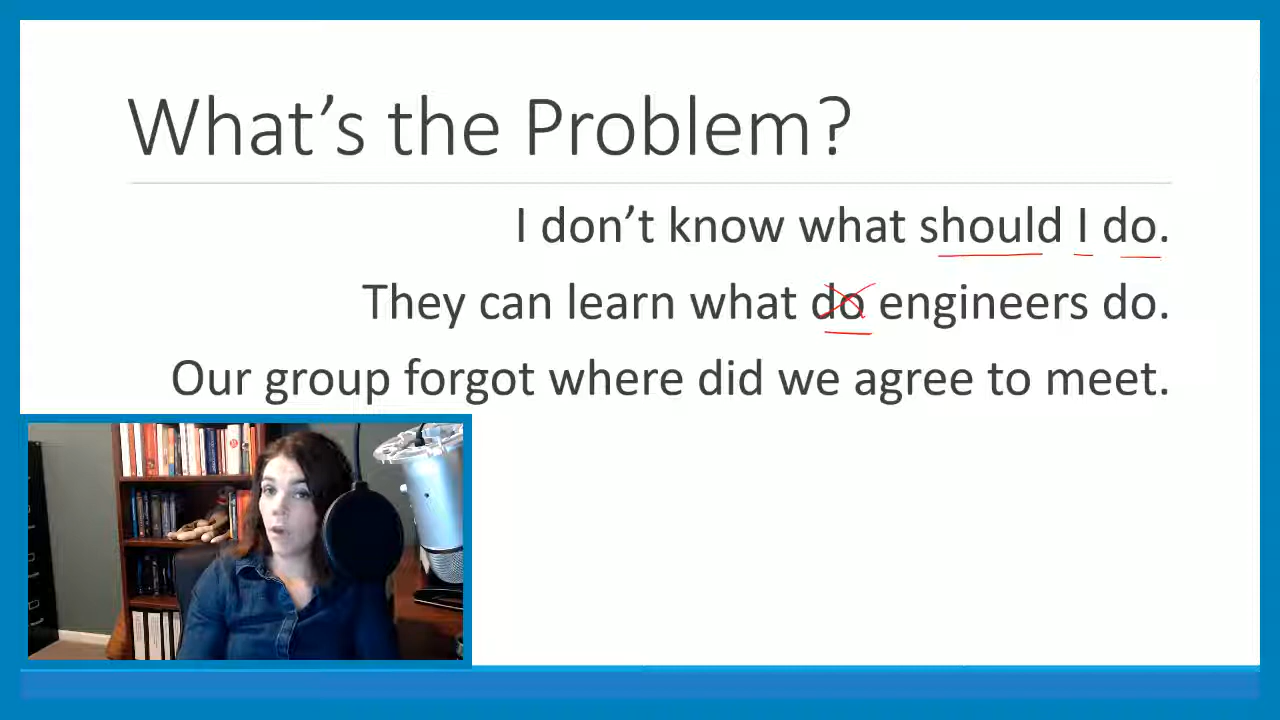 What's the Problem?
I don't know what should I do.
They can learn what do engineers do.
Our group forgot where did we agree to meet.